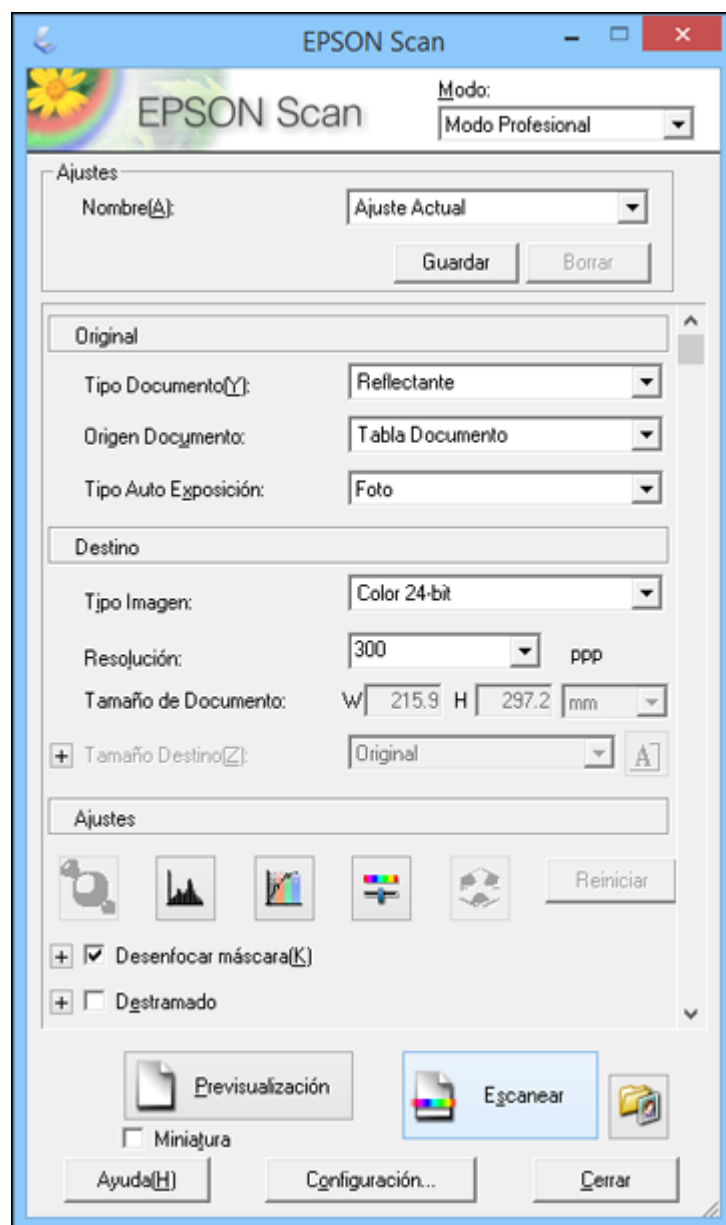 EPSON Scan
EPSON Scan
Modo:
Modo Profesional
Ajustes
Nombre(A):
Ajuste Actual
Guardar
Borrar
Original
Tipo Documento(Y):
Reflectante
Origen Documento:
Tabla Documento
Tipo Auto Exposición:
Foto
Destino
Tipo Imagen:
Color 24-bit
Resolución:
300
ppp
Tamaño de Documento:
W 215.9 H 297.2 mm
Tamaño Destino(Z):
Original
A
Ajustes
Reiniciar
Desenfocar máscara(K)
Destramado
Previsualización
Escanear
Miniatura
Ayuda(H)
Configuración...
Cerrar